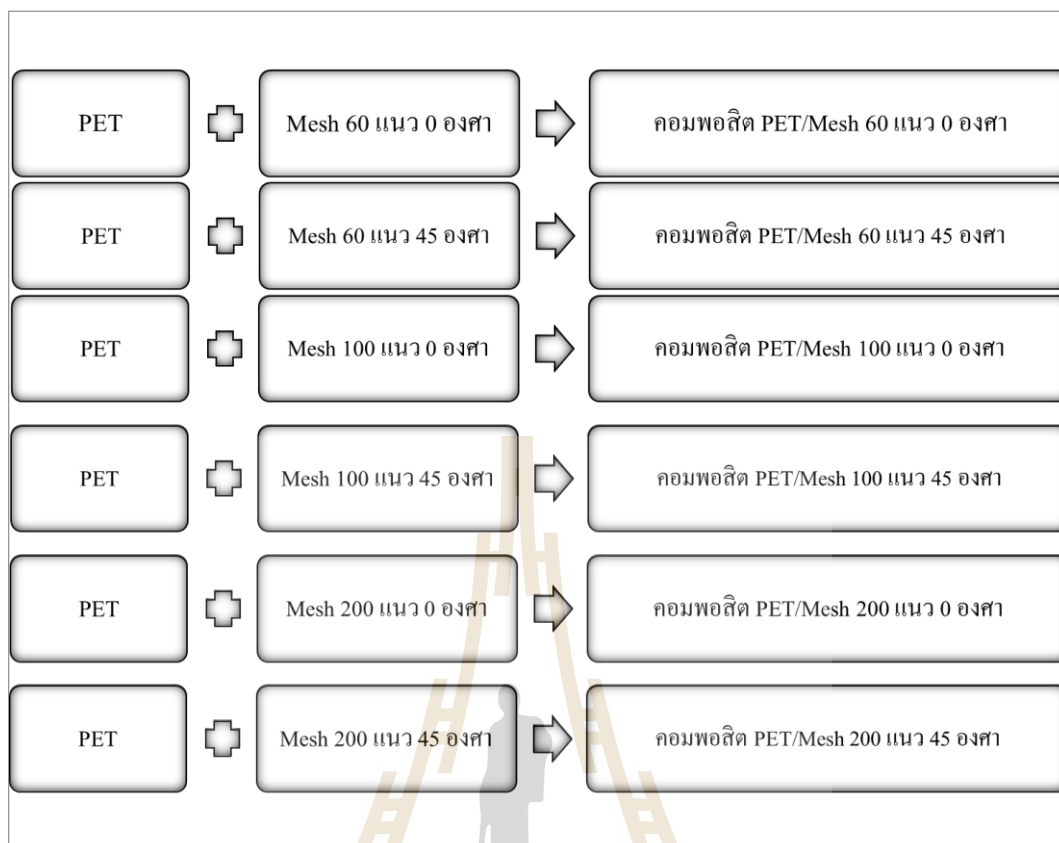 PET Mesh 60 แนว 0 องศา คอมพอสิต PET/Mesh 60 แนว 0 องศา
PET Mesh 60 แนว 45 องศา คอมพอสิต PET/Mesh 60 แนว 45 องศา
PET Mesh 100 แนว 0 องศา คอมพอสิต PET/Mesh 100 แนว 0 องศา
PET Mesh 100 แนว 45 องศา คอมพอสิต PET/Mesh 100 แนว 45 องศา
PET Mesh 200 แนว 0 องศา คอมพอสิต PET/Mesh 200 แนว 0 องศา
PET Mesh 200 แนว 45 องศา คอมพอสิต PET/Mesh 200 แนว 45 องศา